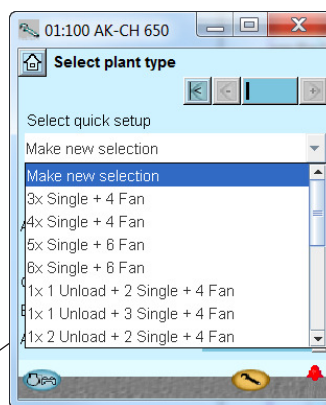 01:100 AK-CH 650
Select plant type
Select quick setup
Make new selection
Make new selection
3x Single + 4 Fan
4x Single + 4 Fan
5x Single + 6 Fan
6x Single + 6 Fan
1x 1 Unload + 2 Single + 4 Fan
1x 1 Unload + 3 Single + 4 Fan
1x 2 Unload + 2 Single + 4 Fan